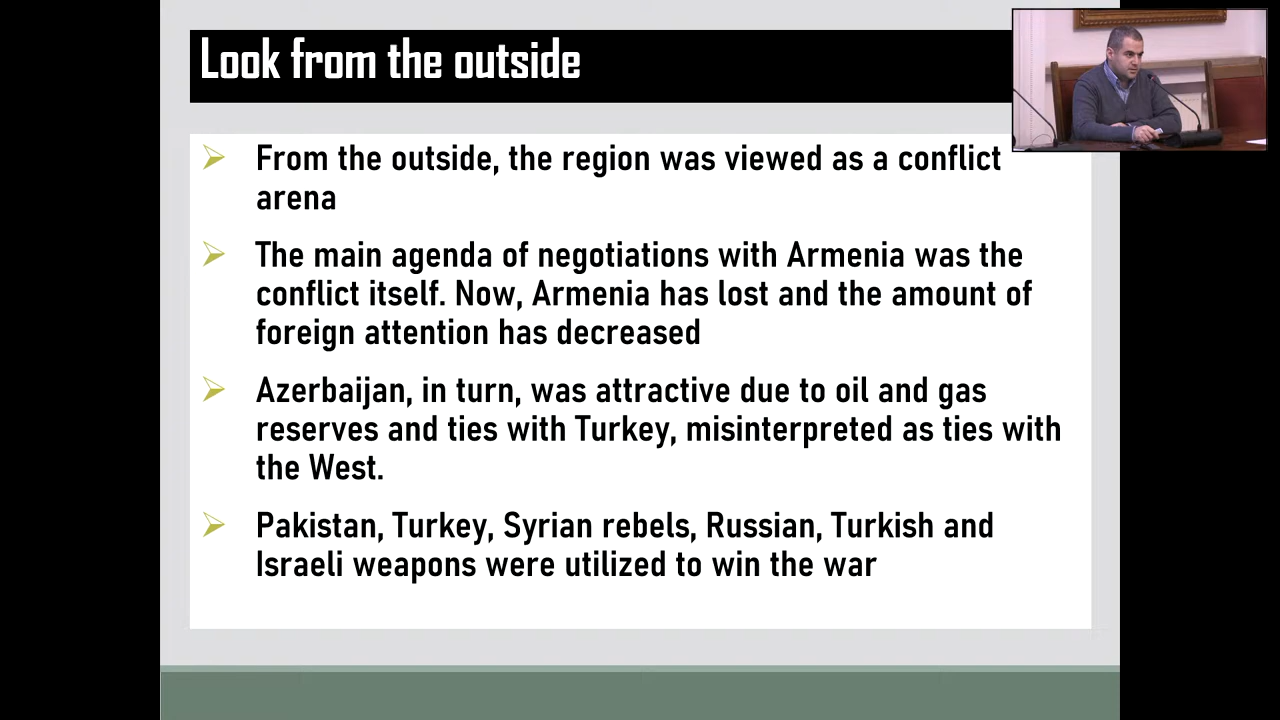 Look from the outside
From the outside, the region was viewed as a conflict
arena
The main agenda of negotiations with Armenia was the
conflict itself. Now, Armenia has lost and the amount of
foreign attention has decreased
Azerbaijan, in turn, was attractive due to oil and gas
reserves and ties with Turkey, misinterpreted as ties with
the West.
Pakistan, Turkey, Syrian rebels, Russian, Turkish and
Israeli weapons were utilized to win the war